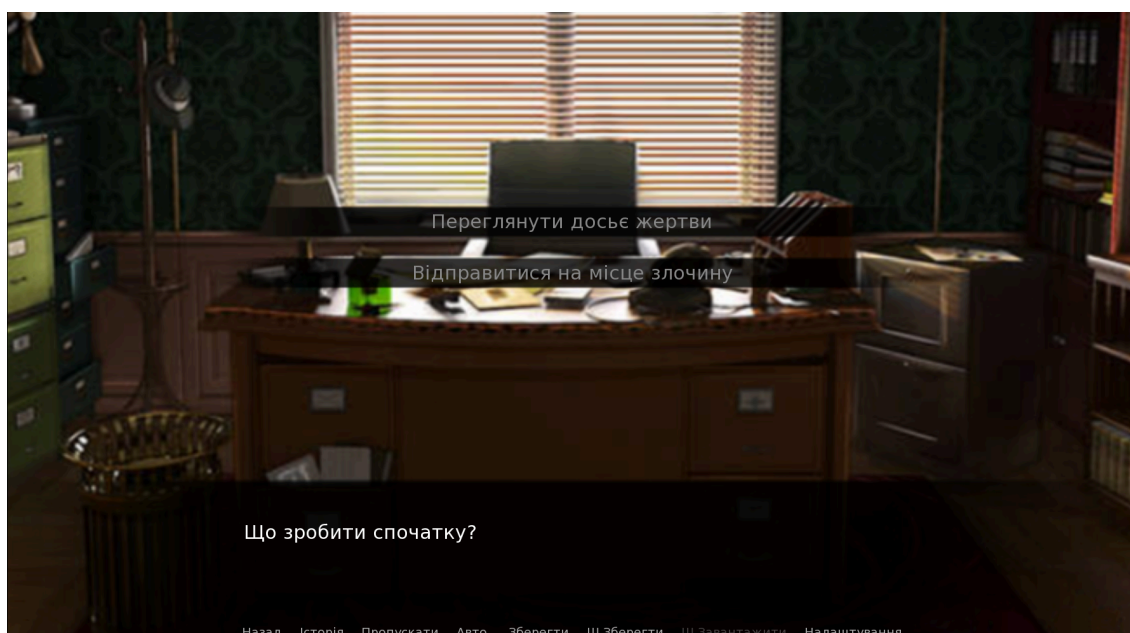 Переглянути досьє жертви
Відправитися на місце злочину
Що зробити спочатку?
Назад Історія Пропускати Авто Зберегти Ш.Зберегти Ш.Завантажити Налаштування